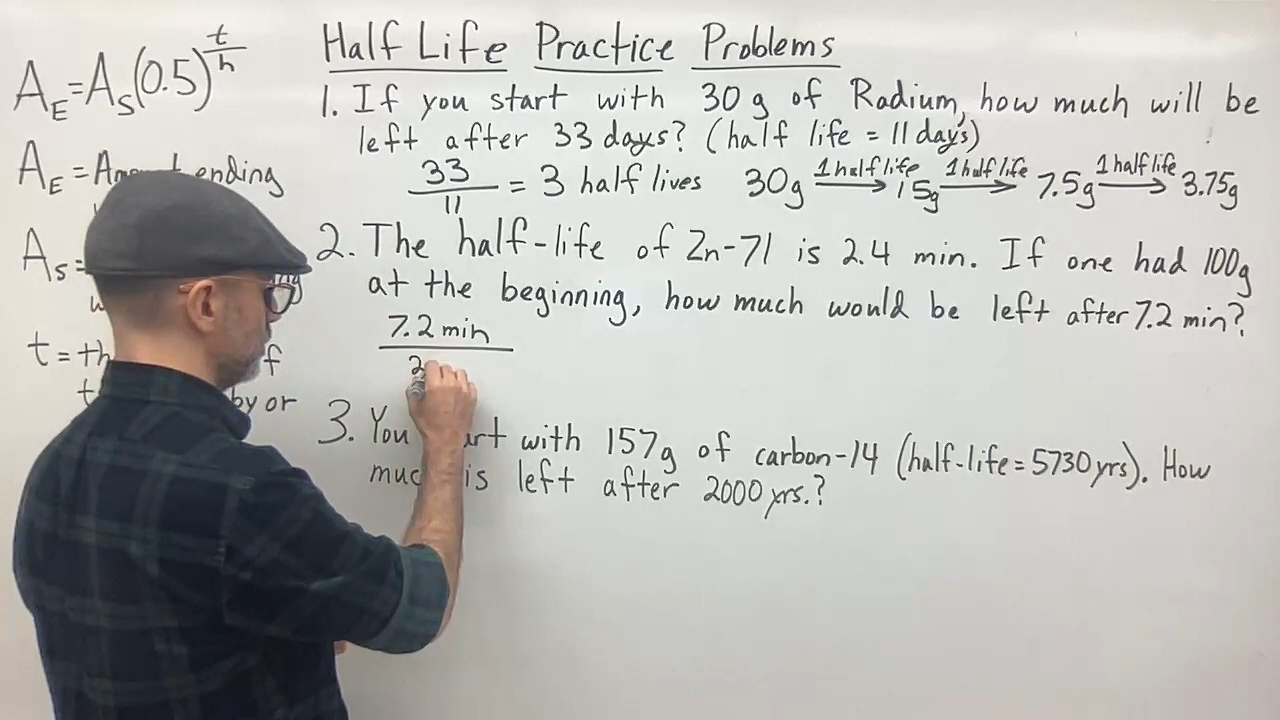 Half Life Practice Problems
A_E = A_S (0.5)^(t/h)
A_E = ending
A_S =
t =
by or
1. If you start with 30 g of Radium, how much will be
left after 33 days? (half life = 11 days)
33/11 = 3 half lives 30g 1 half life → 15g 1 half life → 7.5g 1 half life → 3.75g
2. The half-life of Zn-71 is 2.4 min. If one had 100g
at the beginning, how much would be left after 7.2 min?
7.2 min
2
3. You with 157g of carbon-14 (half-life = 5730 yrs). How
is left after 2000 yrs.?